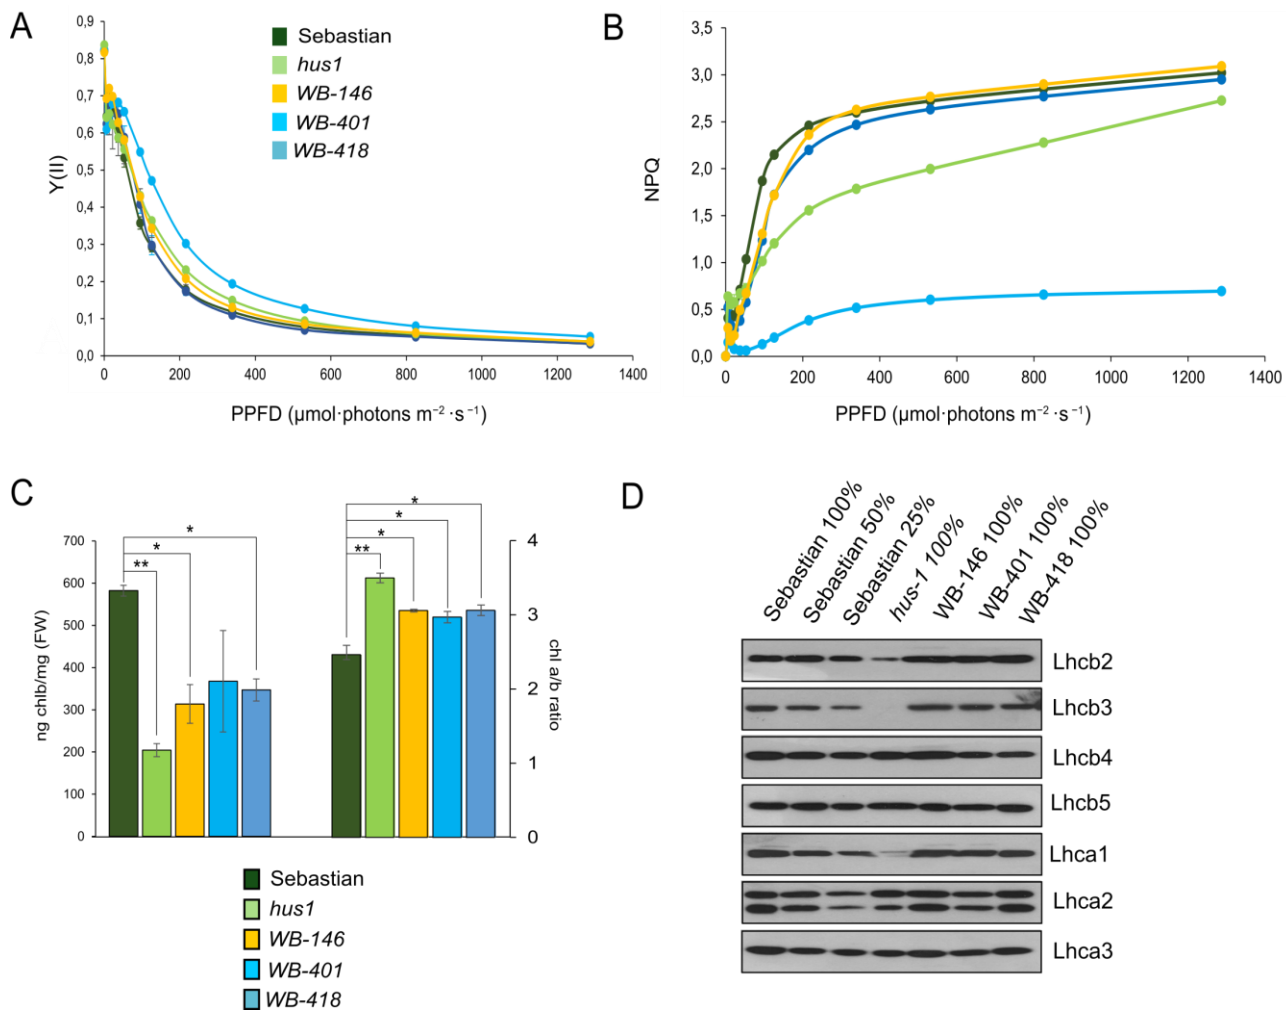 A
0,9
0,8
0,7
0,6
0,5
0,4
0,3
0,2
0,1
0,0
Y(II)
0
200
400
600
800
1000
1200
1400
PPFD (µmol·photons m⁻² ·s⁻¹)
Sebastian
hus1
WB-146
WB-401
WB-418
B
3,5
3,0
2,5
2,0
1,5
1,0
0,5
0,0
NPQ
0
200
400
600
800
1000
1200
1400
PPFD (µmol·photons m⁻² ·s⁻¹)
C
700
600
500
400
300
200
100
0
ng chlb/mg (FW)
*
*
**
*
*
*
**
4
3
2
1
0
chl a/b ratio
Sebastian
hus1
WB-146
WB-401
WB-418
D
Sebastian 100%
Sebastian 50%
Sebastian 25%
hus-1 100%
WB-146 100%
WB-401 100%
WB-418 100%
Lhcb2
Lhcb3
Lhcb4
Lhcb5
Lhca1
Lhca2
Lhca3